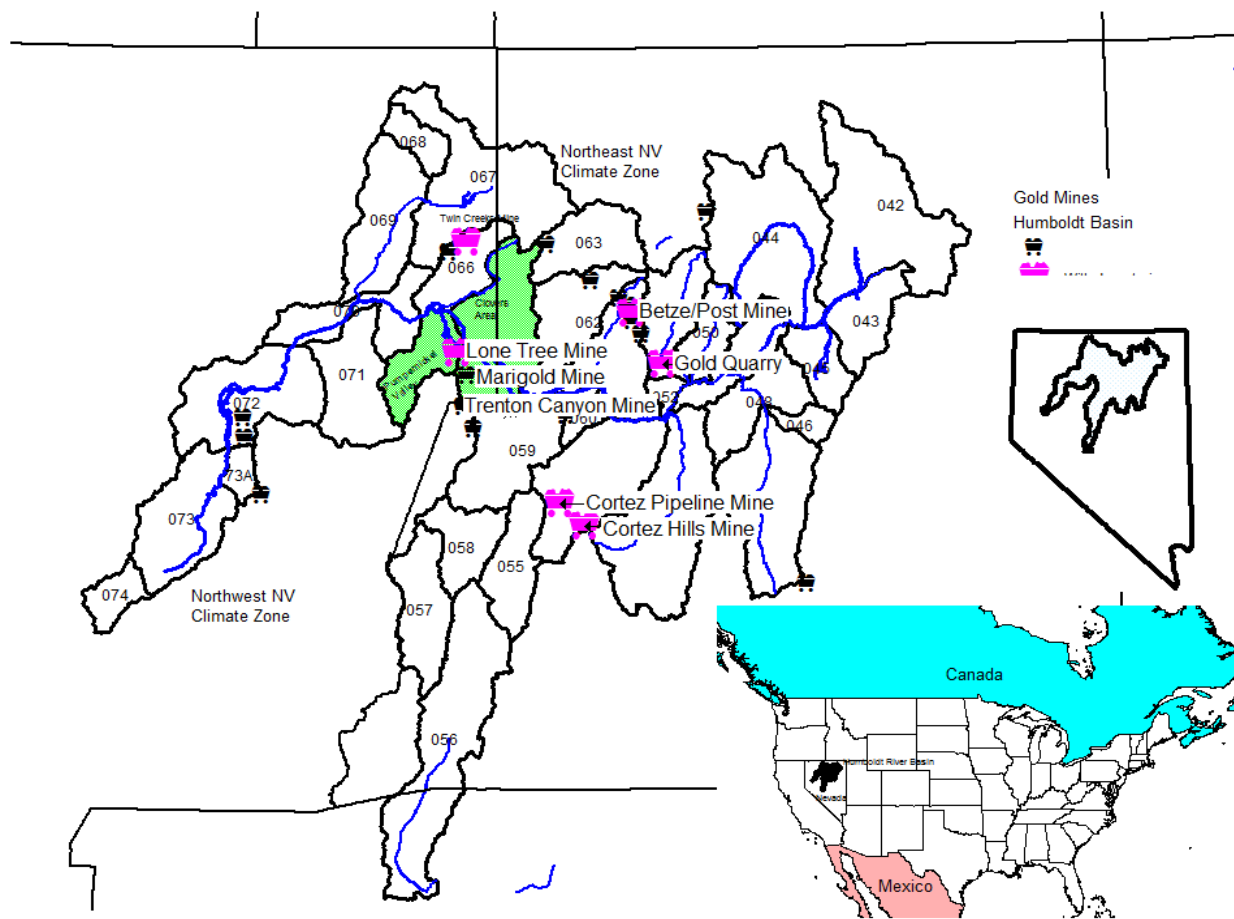 068
Northeast NV
Climate Zone
067
042
Gold Mines
Humboldt Basin
069
Twin Creeks Mine
063
044
066
Clovers
Area
062
Betze/Post Mine
050
043
Lone Tree Mine
Gold Quarry
071
Pumpernickel
Valley
Marigold Mine
072
Trenton Canyon Mine
048
046
059
73A
Cortez Pipeline Mine
073
Cortez Hills Mine
058
055
074
Northwest NV
Climate Zone
057
056
Canada
Humboldt River Basin
Nevada
Mexico